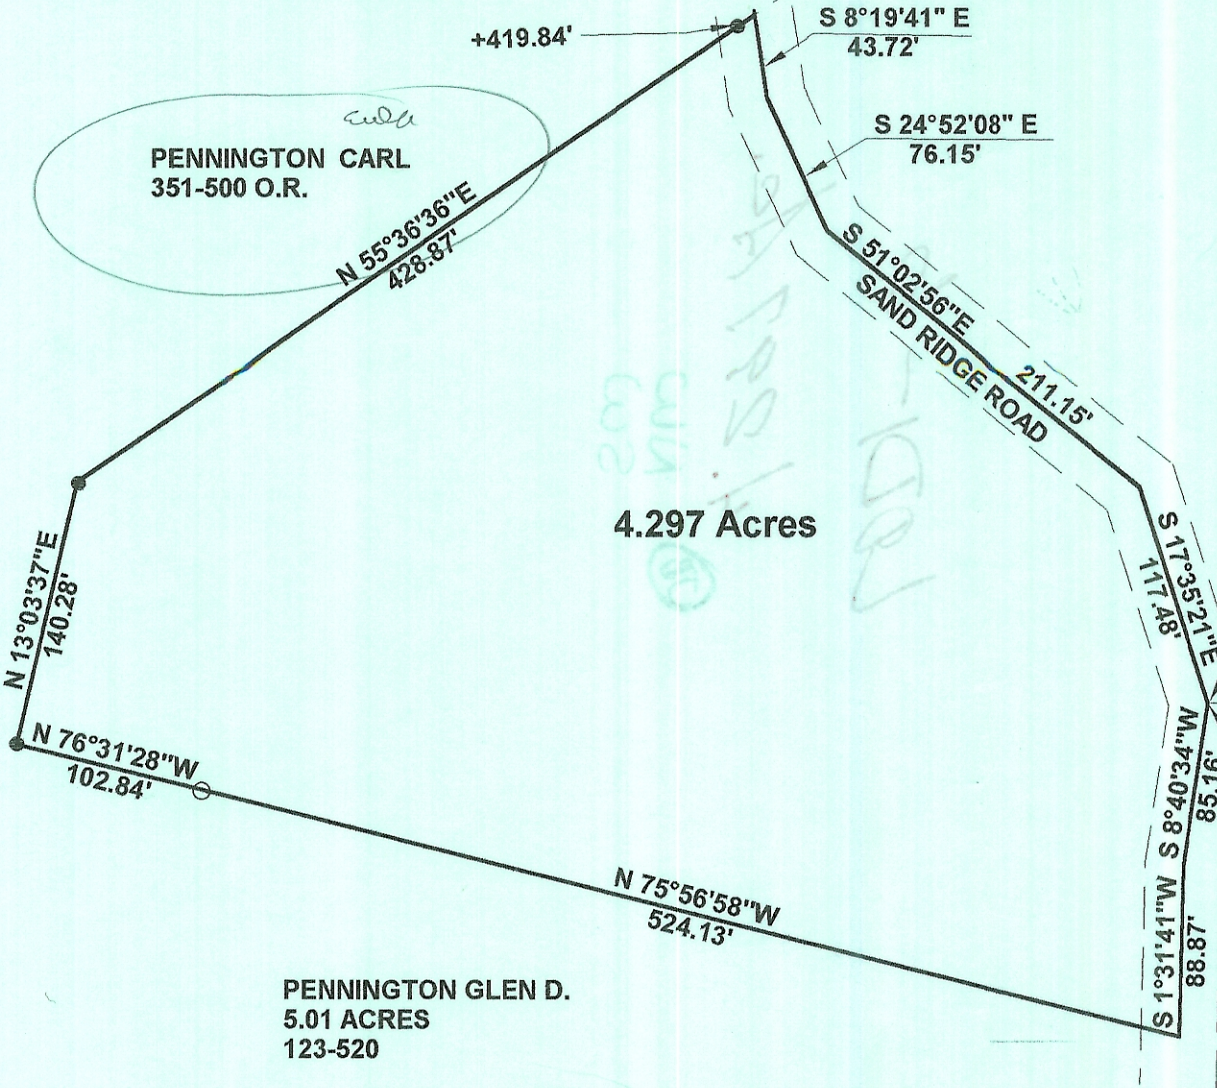 +419.84'
S 8°19'41" E
43.72'
S 24°52'08" E
76.15'
PENNINGTON CARL
351-500 O.R.
N 55°36'36"E
428.87'
S 51°02'56"E
211.15'
SAND RIDGE ROAD
4.297 Acres
S 17°35'21"E
117.48'
N 13°03'37"E
140.28'
N 76°31'28"W
102.84'
S 8°40'34"W
85.16'
N 75°56'58"W
524.13'
S 1°31'41"W
88.87'
PENNINGTON GLEN D.
5.01 ACRES
123-520